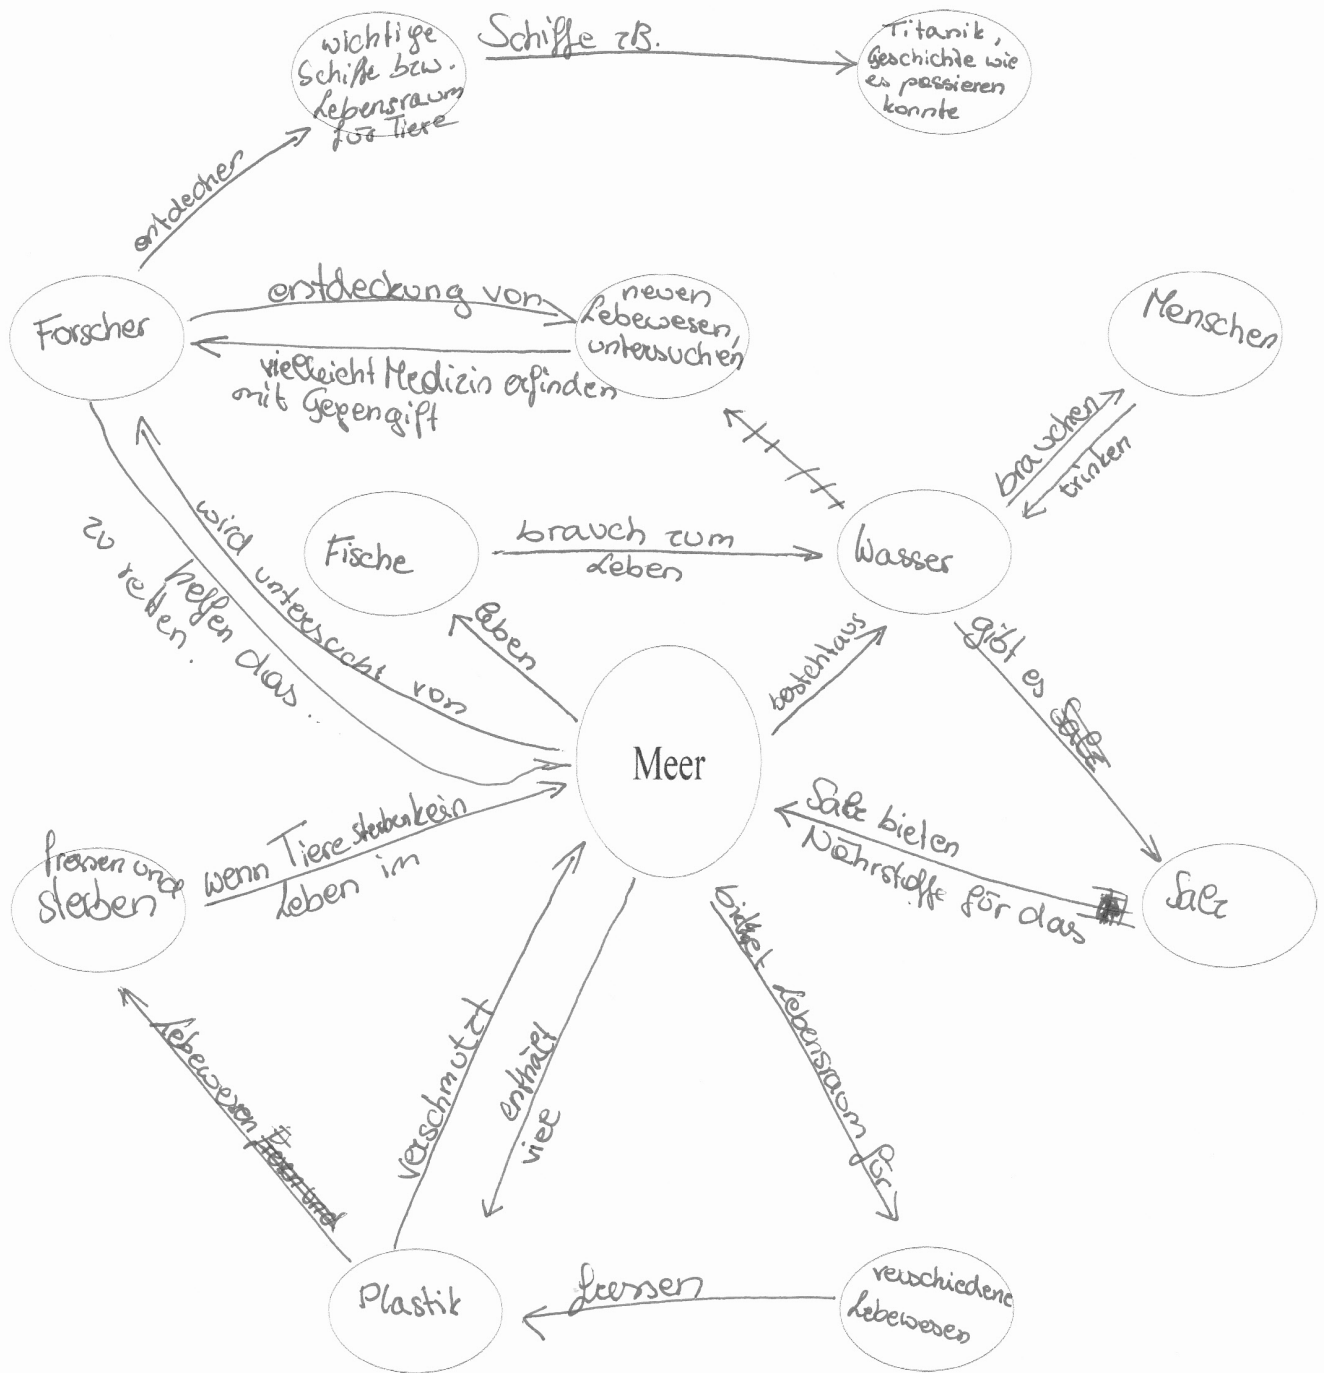 wichtige
Schiffe bzw.
Lebensraum
für Tiere
Schiffe zB.
Titanik,
Geschichte wie
es passieren
konnte
entdecken
Forscher
entdeckung von
neuen
Lebewesen,
untersuchen
vielleicht Medizin erfinden
mit Gegengift
Menschen
brauchen
trinken
Fische
brauch zum
Leben
Wasser
wird untersucht von
helfen das..
zu retten.
leben
besteht aus
gibt es Salz
Meer
Salz bieten
Nährstoffe für das
Salz
fressen und
sterben
wenn Tiere sterben kein
Leben im
verschmutzt
enthält
viel
bietet Lebensraum für
Lebewesen fressen und
Plastik
fressen
verschiedene
Lebewesen